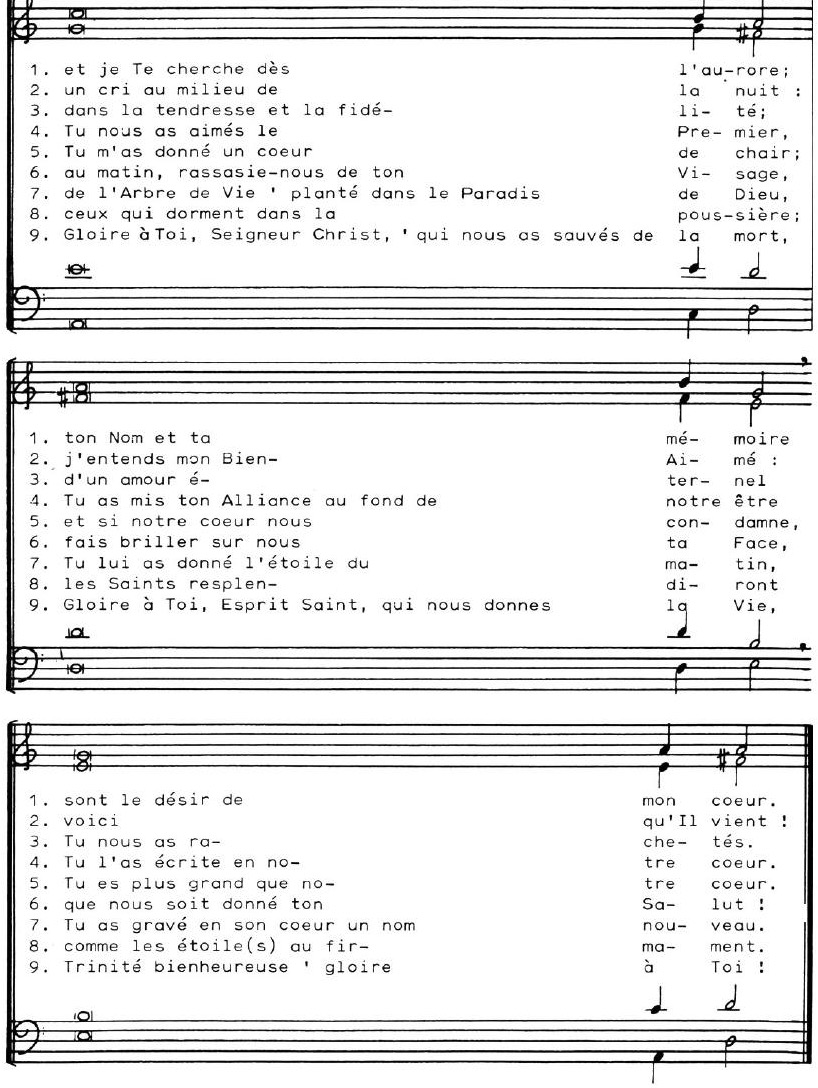 1. et je Te cherche dès l'au-rore;
2. un cri au milieu de la nuit :
3. dans la tendresse et la fidé- li- té;
4. Tu nous as aimés le Pre- mier,
5. Tu m'as donné un coeur de chair;
6. au matin, rassasie-nous de ton Vi- sage,
7. de l'Arbre de Vie ' planté dans le Paradis de Dieu,
8. ceux qui dorment dans la pous-sière;
9. Gloire à Toi, Seigneur Christ, ' qui nous as sauvés de la mort,
1. ton Nom et ta mé- moire
2. j'entends mon Bien- Ai- mé :
3. d'un amour é- ter- nel
4. Tu as mis ton Alliance au fond de notre être
5. et si notre coeur nous con- damne,
6. fais briller sur nous ta Face,
7. Tu lui as donné l'étoile du ma- tin,
8. les Saints resplen- di- ront
9. Gloire à Toi, Esprit Saint, qui nous donnes la Vie,
1. sont le désir de mon coeur.
2. voici qu'Il vient !
3. Tu nous as ra- che- tés.
4. Tu l'as écrite en no- tre coeur.
5. Tu es plus grand que no- tre coeur.
6. que nous soit donné ton Sa- lut !
7. Tu as gravé en son coeur un nom nou- veau.
8. comme les étoile(s) au fir- ma- ment.
9. Trinité bienheureuse ' gloire à Toi !